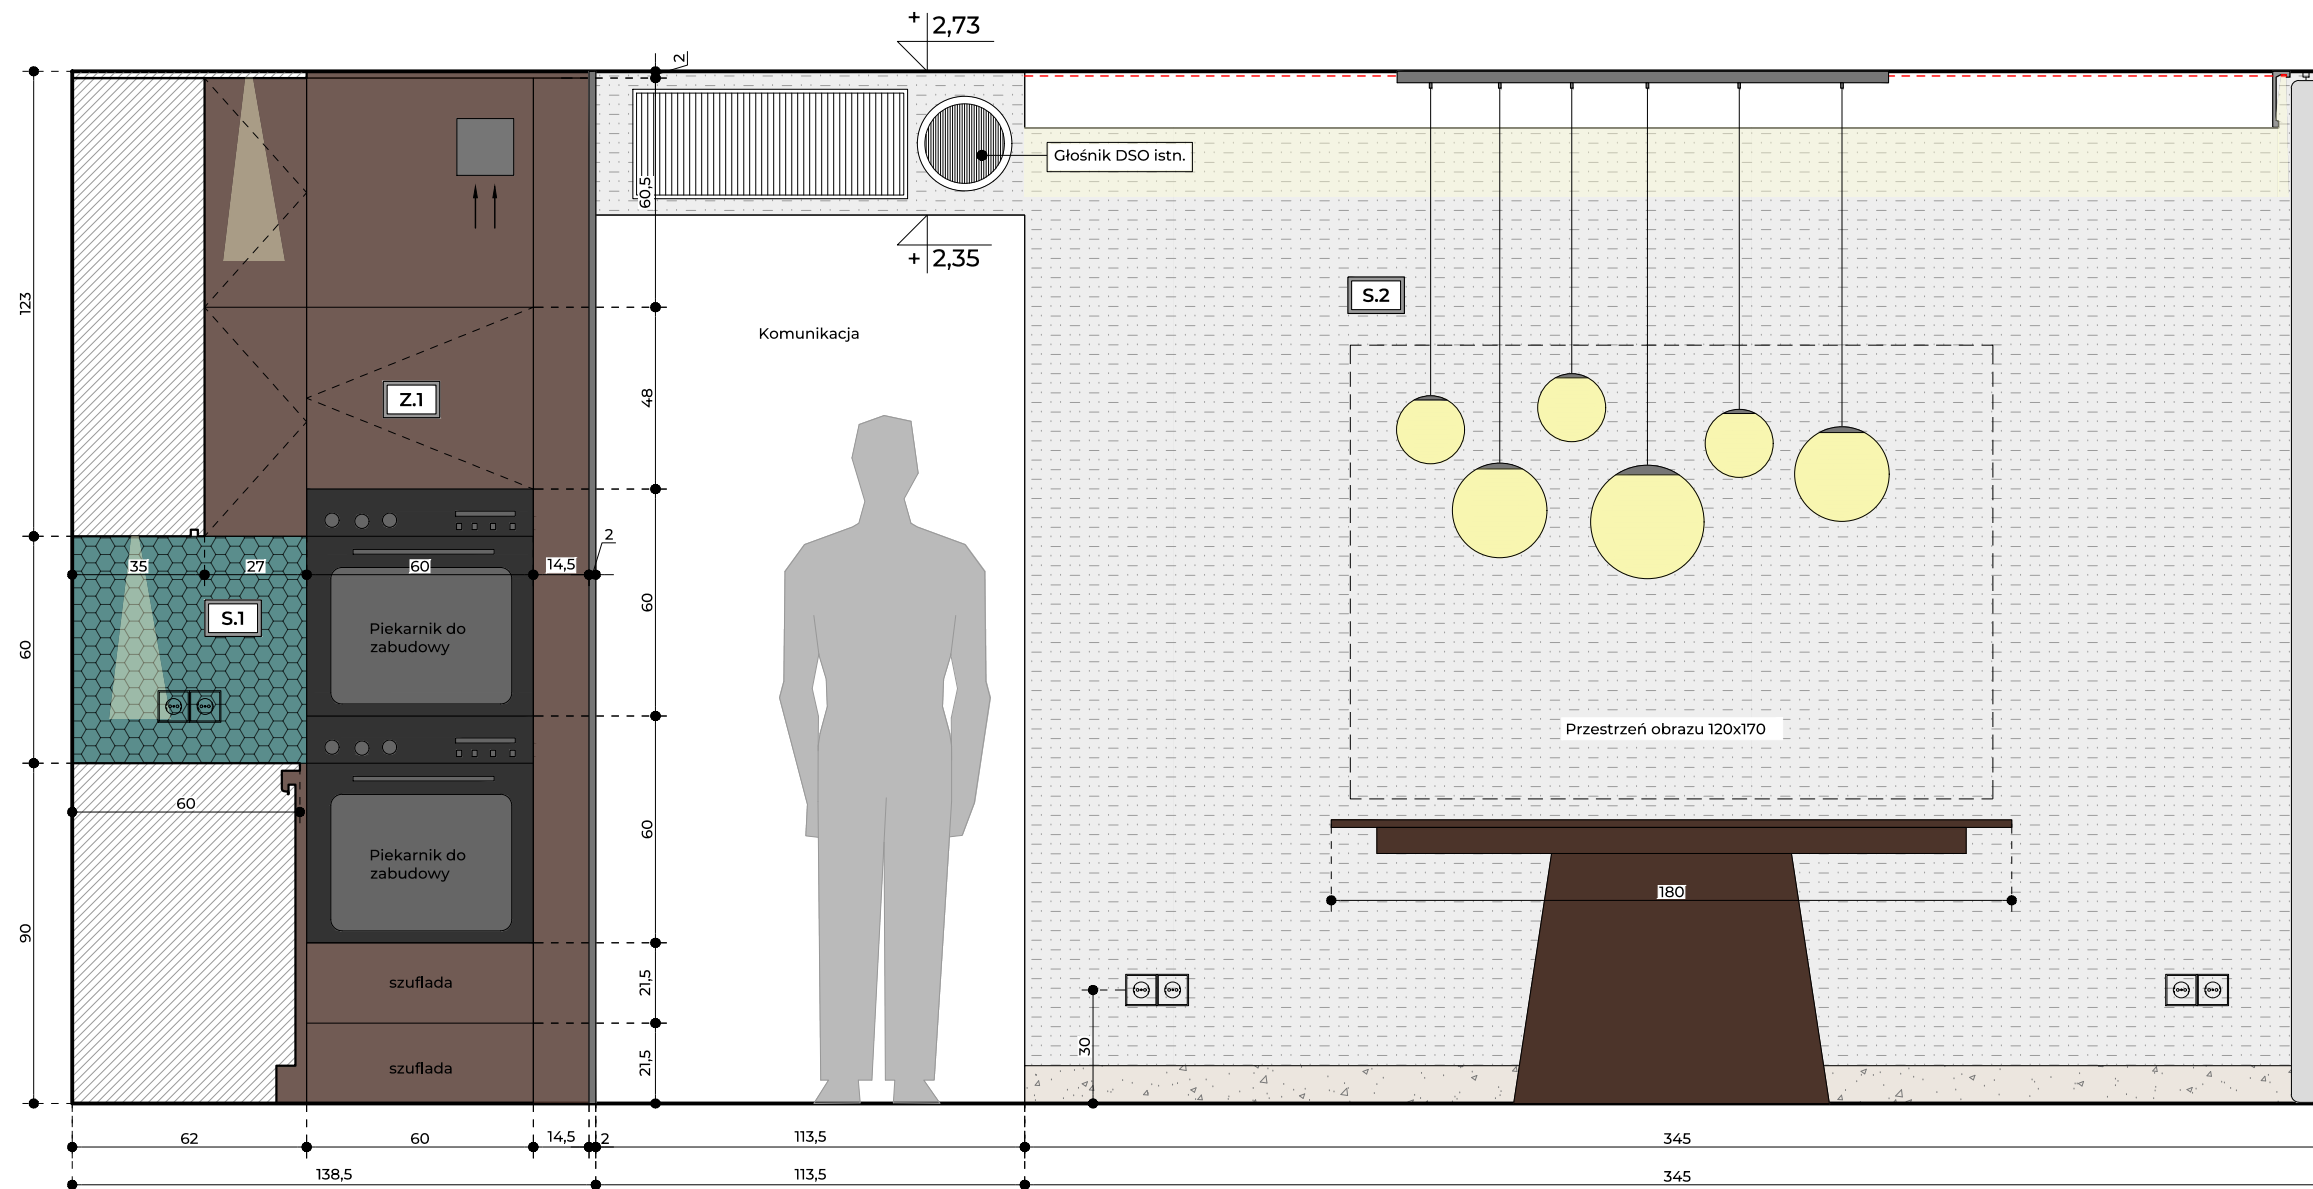 + 2,73
2
Głośnik DSO istn.
60,5
+ 2,35
S.2
123
Komunikacja
48
Z.1
2
35
27
60
14,5
60
S.1
Piekarnik do
zabudowy
60
Przestrzeń obrazu 120x170
60
60
Piekarnik do
zabudowy
180
90
szuflada
21,5
30
szuflada
21,5
62
60
14,5
2
113,5
345
138,5
113,5
345